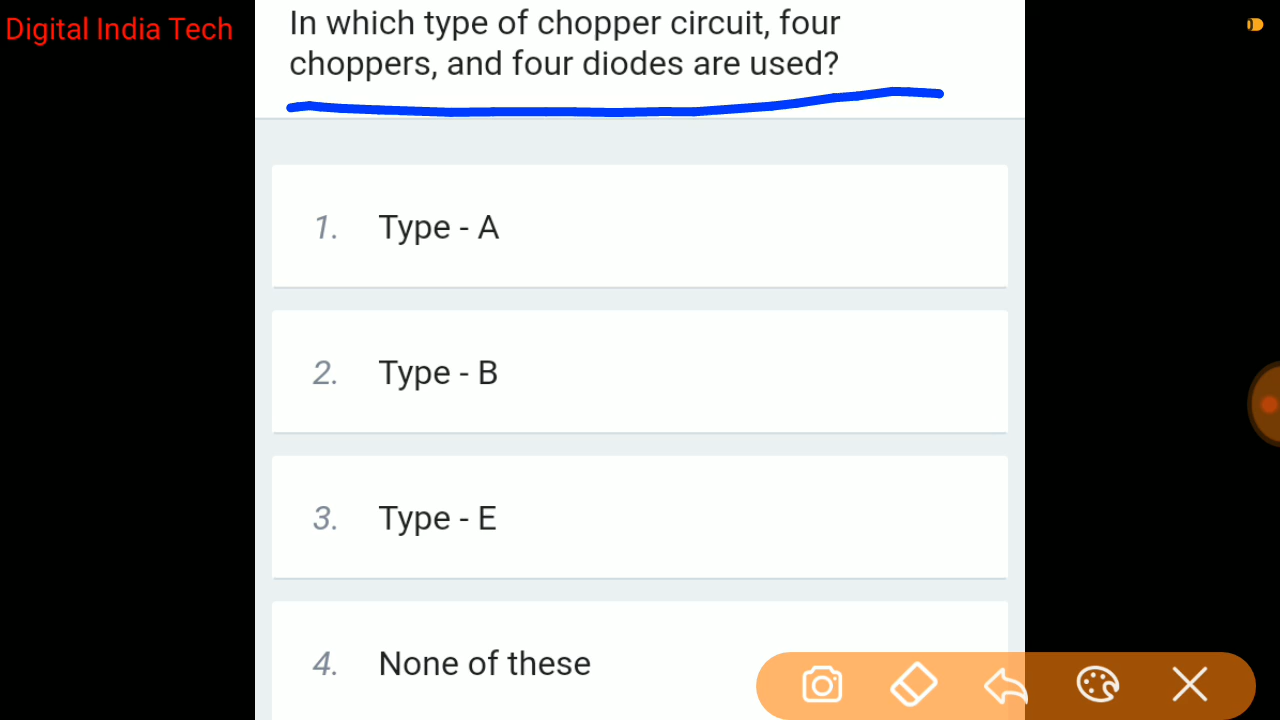 Digital India Tech
In which type of chopper circuit, four
choppers, and four diodes are used?
1. Type - A
2. Type - B
3. Type - E
4. None of these